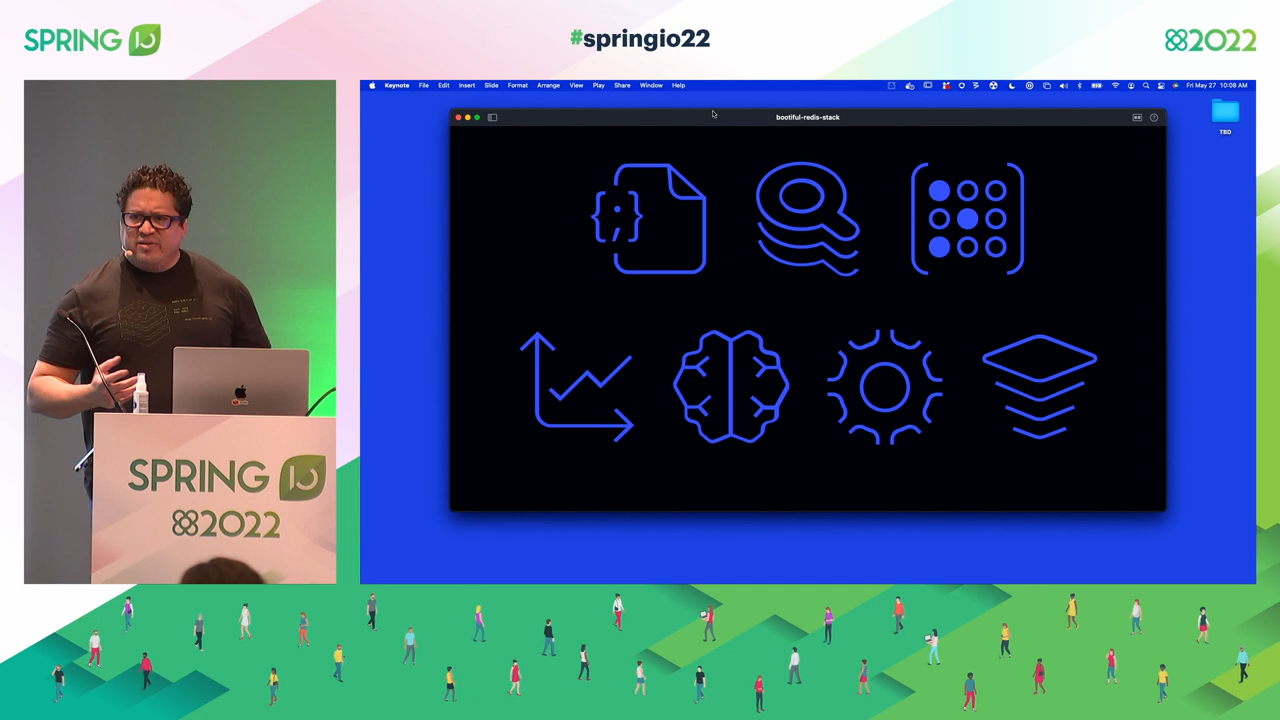 SPRING IO
#springio22
2022
Keynote File Edit Insert Slide Format Arrange View Play Share Window Help
Fri May 27 10:08 AM
bootiful-redis-stack
TBD
{;}
SPRING IO
2022